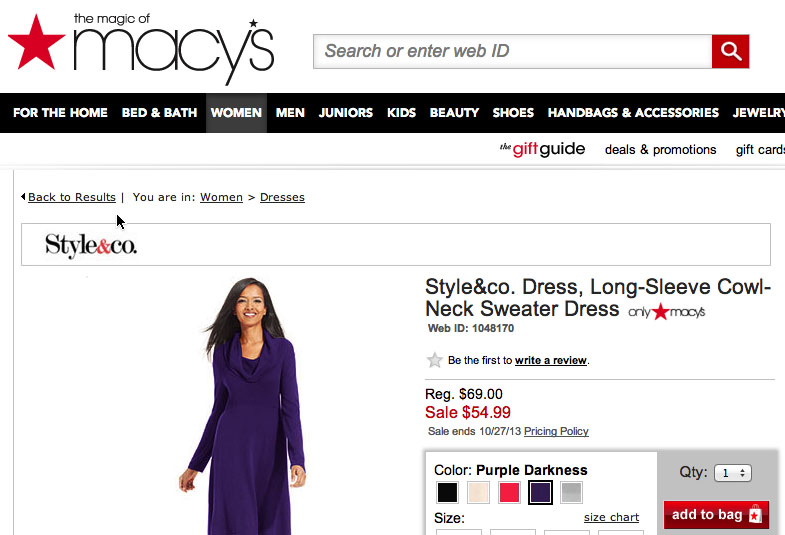 the magic of
macy's
Search or enter web ID
FOR THE HOME BED & BATH WOMEN MEN JUNIORS KIDS BEAUTY SHOES HANDBAGS & ACCESSORIES JEWELRY
the giftguide deals & promotions gift cards
Back to Results | You are in: Women > Dresses
Style&co.
Style&co. Dress, Long-Sleeve Cowl-
Neck Sweater Dress only macy's
Web ID: 1048170
Be the first to write a review.
Reg. $69.00
Sale $54.99
Sale ends 10/27/13 Pricing Policy
Color: Purple Darkness
Qty: 1
Size: size chart
add to bag